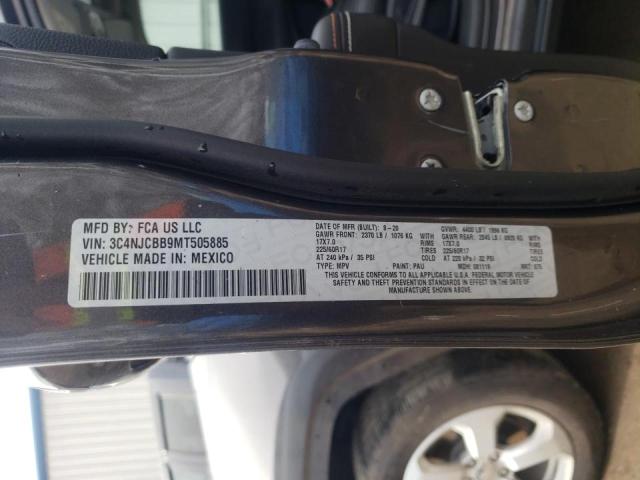 MFD BY: FCA US LLC
VIN: 3C4NJCBB9MT505885
VEHICLE MADE IN: MEXICO
DATE OF MFR (BUILT): 9-20
GAWR FRONT: 2370 LB / 1076 KG
17X7.0 RIMS
225/60R17 TIRES
AT 240 kPa / 35 PSI COLD
GVWR: 4400 LB / 1996 KG
GAWR REAR: 2045 LB
17X7.0
225/60R17
AT 220 kPa / 32 PSI COLD
TYPE: MPV PAINT: PAU MDH: 091119
THIS VEHICLE CONFORMS TO ALL APPLICABLE U.S.A. FEDERAL MOTOR VEHICLE
SAFETY AND THEFT PREVENTION STANDARDS IN EFFECT ON THE DATE OF
MANUFACTURE SHOWN ABOVE.